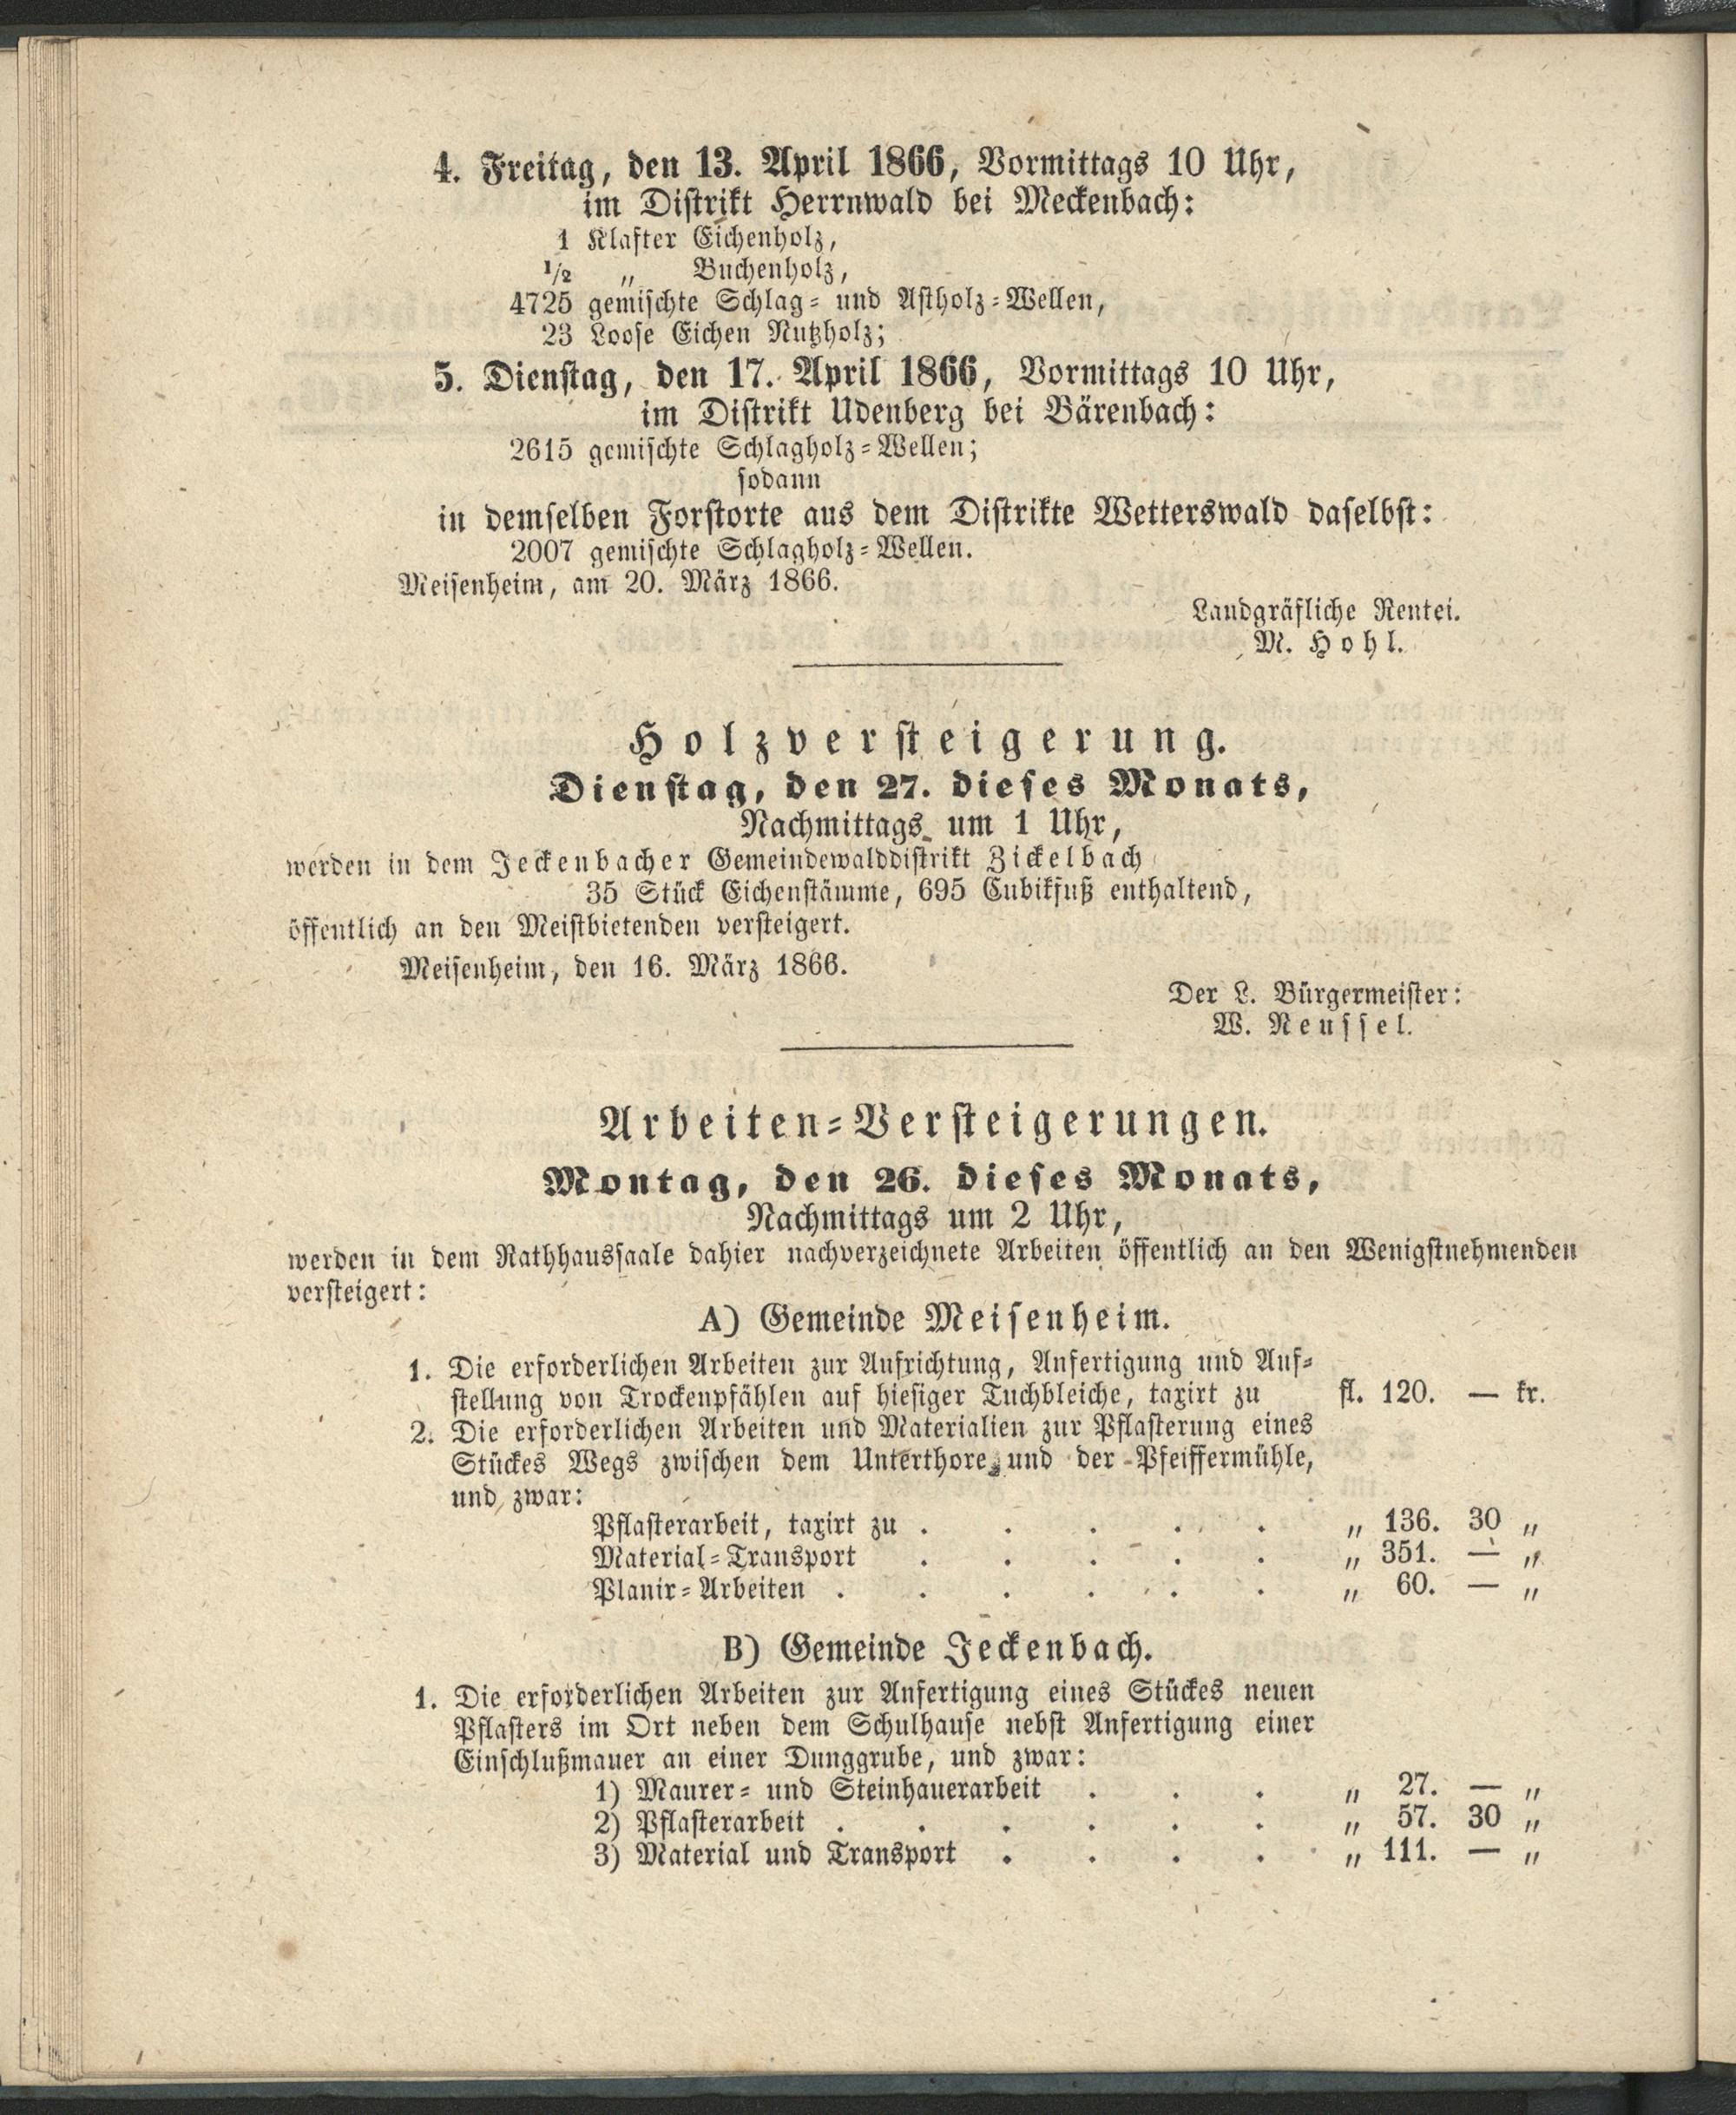 4. Freitag, den 13. April 1866, Vormittags 10 Uhr,
im Distrikt Herrnwald bei Meckenbach:
1 Klafter Eichenholz,
1/2 „ Buchenholz,
4725 gemischte Schlag- und Astholz-Wellen,
23 Loose Eichen Nutzholz;
5. Dienstag, den 17. April 1866, Vormittags 10 Uhr,
im Distrikt Udenberg bei Bärenbach:
2615 gemischte Schlagholz-Wellen;
sodann
in demselben Forstorte aus dem Distrikte Wetterswald daselbst:
2007 gemischte Schlagholz-Wellen.
Meisenheim, am 20. März 1866.
Landgräfliche Rentei.
M. Hohl.
Holzversteigerung.
Dienstag, den 27. dieses Monats,
Nachmittags um 1 Uhr,
werden in dem Jeckenbacher Gemeindewalddistrikt Zickelbach
35 Stück Eichenstämme, 695 Cubikfuß enthaltend,
öffentlich an den Meistbietenden versteigert.
Meisenheim, den 16. März 1866.
Der L. Bürgermeister:
W. Reussel.
Arbeiten-Versteigerungen.
Montag, den 26. dieses Monats,
Nachmittags um 2 Uhr,
werden in dem Rathhaussaale dahier nachverzeichnete Arbeiten öffentlich an den Wenigstnehmenden
versteigert:
A) Gemeinde Meisenheim.
1. Die erforderlichen Arbeiten zur Aufrichtung, Anfertigung und Auf-
stellung von Trockenpfählen auf hiesiger Tuchbleiche, taxirt zu fl. 120. — kr.
2. Die erforderlichen Arbeiten und Materialien zur Pflasterung eines
Stückes Wegs zwischen dem Unterthore und der Pfeiffermühle,
und zwar:
Pflasterarbeit, taxirt zu . . . . . „ 136. 30 „
Material-Transport . . . . . „ 351. — „
Planir-Arbeiten . . . . . . „ 60. — „
B) Gemeinde Jeckenbach.
1. Die erforderlichen Arbeiten zur Anfertigung eines Stückes neuen
Pflasters im Ort neben dem Schulhause nebst Anfertigung einer
Einschlußmauer an einer Dunggrube, und zwar:
1) Maurer- und Steinhauerarbeit . . . „ 27. — „
2) Pflasterarbeit . . . . . . „ 57. 30 „
3) Material und Transport . . . . „ 111. — „